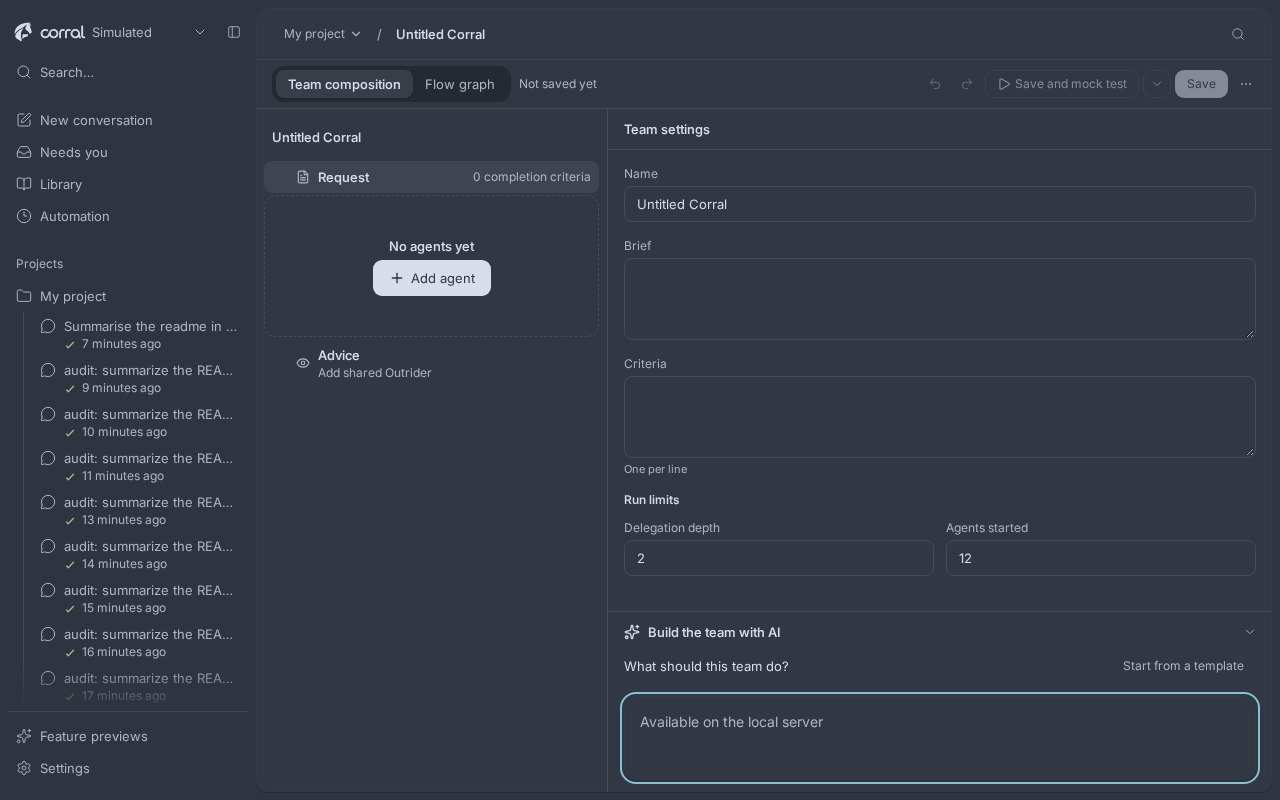 corral Simulated
Search...
New conversation
Needs you
Library
Automation
Projects
My project
Summarise the readme in ...
7 minutes ago
audit: summarize the REA...
9 minutes ago
audit: summarize the REA...
10 minutes ago
audit: summarize the REA...
11 minutes ago
audit: summarize the REA...
13 minutes ago
audit: summarize the REA...
14 minutes ago
audit: summarize the REA...
15 minutes ago
audit: summarize the REA...
16 minutes ago
audit: summarize the REA...
17 minutes ago
Feature previews
Settings
My project / Untitled Corral
Team composition
Flow graph
Not saved yet
Save and mock test
Save
Untitled Corral
Request
0 completion criteria
No agents yet
Add agent
Advice
Add shared Outrider
Team settings
Name
Untitled Corral
Brief
Criteria
One per line
Run limits
Delegation depth
2
Agents started
12
Build the team with AI
What should this team do?
Start from a template
Available on the local server